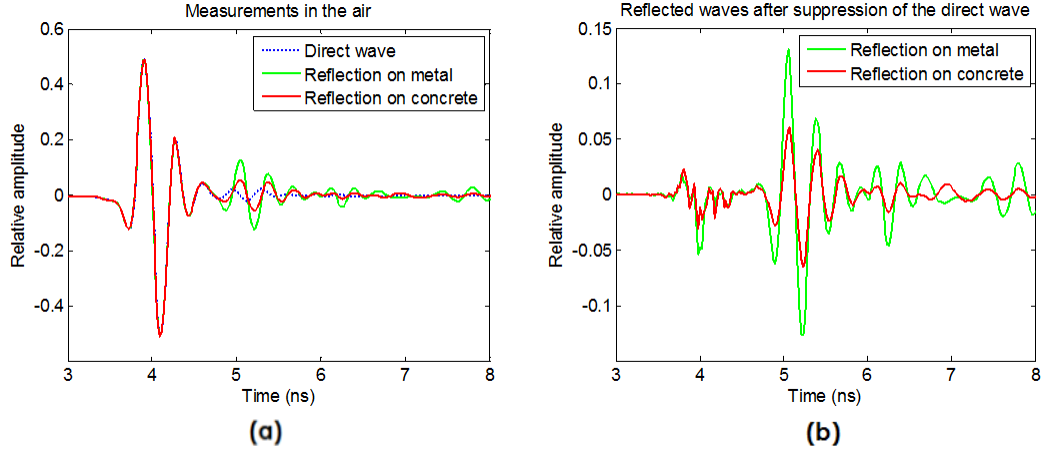 Measurements in the air
0.6
0.4
0.2
0
-0.2
-0.4
Relative amplitude
Direct wave
Reflection on metal
Reflection on concrete
3 4 5 6 7 8
Time (ns)
(a)
Reflected waves after suppression of the direct wave
0.15
0.1
0.05
0
-0.05
-0.1
Relative amplitude
Reflection on metal
Reflection on concrete
3 4 5 6 7 8
Time (ns)
(b)